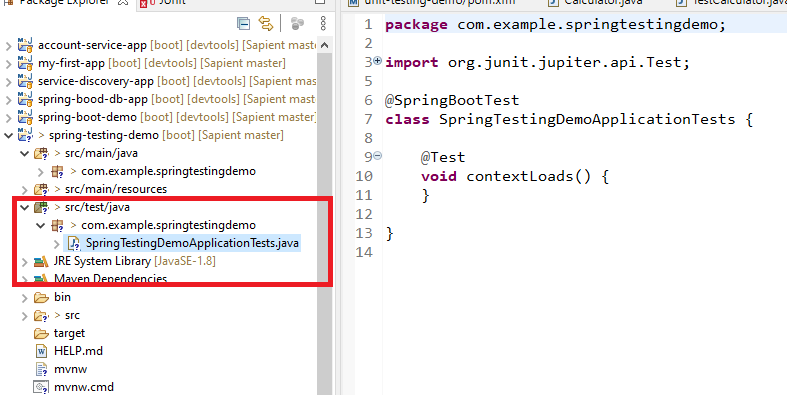 Package Explorer
JUnit
account-service-app [boot] [devtools] [Sapient master]
my-first-app [boot] [devtools] [Sapient master]
service-discovery-app [boot] [devtools] [Sapient master]
spring-bood-db-app [boot] [devtools] [Sapient master]
spring-boot-demo [boot] [devtools] [Sapient master]
> spring-testing-demo [boot] [Sapient master]
> src/main/java
> com.example.springtestingdemo
> src/main/resources
> src/test/java
> com.example.springtestingdemo
SpringTestingDemoApplicationTests.java
JRE System Library [JavaSE-1.8]
Maven Dependencies
bin
> src
target
HELP.md
mvnw
mvnw.cmd
unit-testing-demo/pom.xml
Calculator.java
TestCalculator.java
1 package com.example.springtestingdemo;
2
3 import org.junit.jupiter.api.Test;
5
6 @SpringBootTest
7 class SpringTestingDemoApplicationTests {
8
9 @Test
10 void contextLoads() {
11 }
12
13 }
14